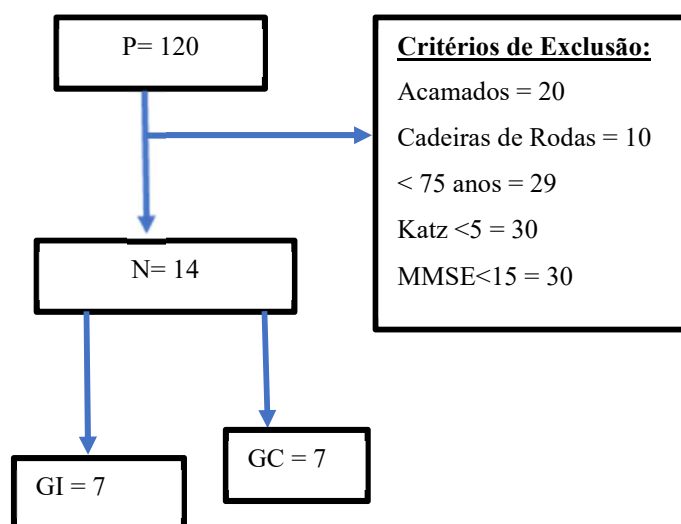 P= 120
Critérios de Exclusão:
Acamados = 20
Cadeiras de Rodas = 10
< 75 anos = 29
Katz <5 = 30
MMSE<15 = 30
N= 14
GI = 7
GC = 7